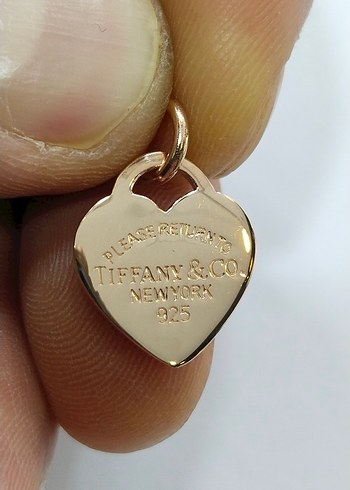 PLEASE RETURN TO
TIFFANY & CO.
NEW YORK
925